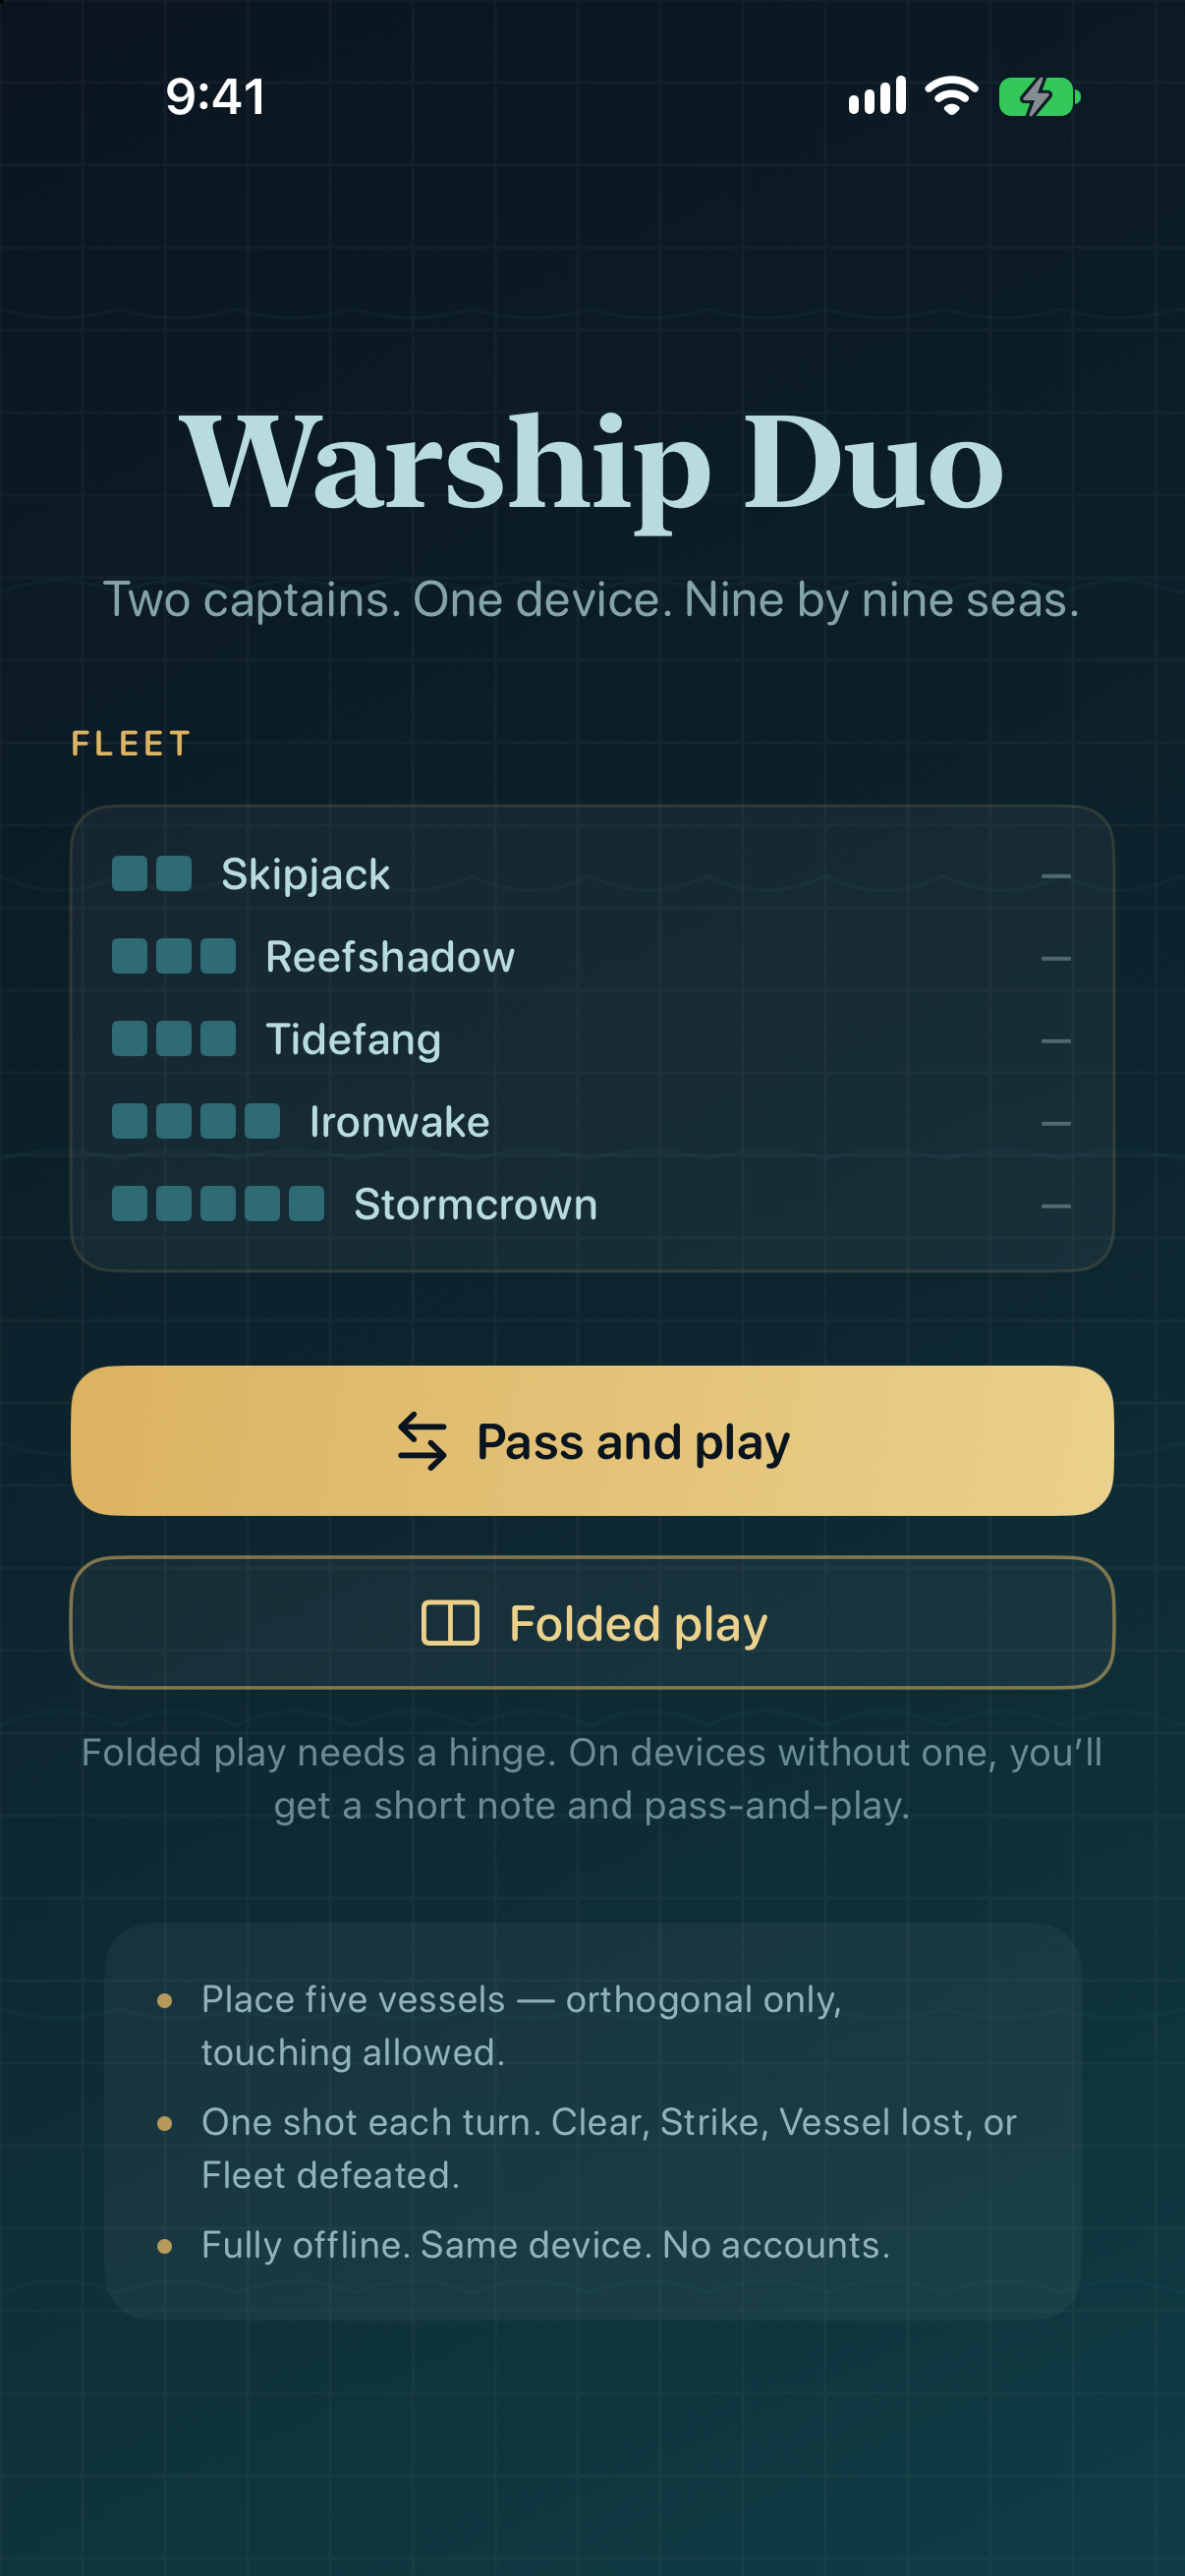 9:41
Warship Duo
Two captains. One device. Nine by nine seas.
FLEET
Skipjack —
Reefshadow —
Tidefang —
Ironwake —
Stormcrown —
Pass and play
Folded play
Folded play needs a hinge. On devices without one, you’ll
get a short note and pass-and-play.
Place five vessels — orthogonal only,
touching allowed.
One shot each turn. Clear, Strike, Vessel lost, or
Fleet defeated.
Fully offline. Same device. No accounts.